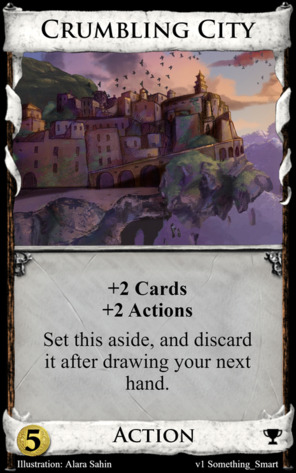 CRUMBLING CITY
+2 Cards
+2 Actions
Set this aside, and discard
it after drawing your next
hand.
5 ACTION
Illustration: Alara Sahin v1 Something_Smart